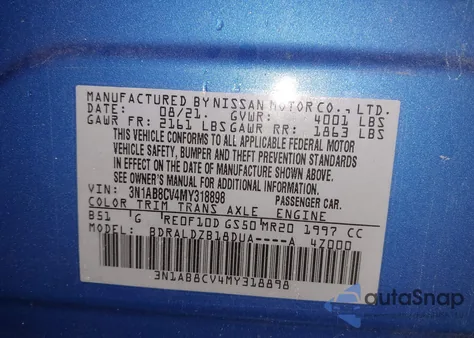 MANUFACTURED BY NISSAN MOTOR CO., LTD.
DATE: 08/21. GVWR: 4001 LBS
GAWR FR: 2161 LBS GAWR RR: 1863 LBS
THIS VEHICLE CONFORMS TO ALL APPLICABLE FEDERAL MOTOR
VEHICLE SAFETY, BUMPER AND THEFT PREVENTION STANDARDS
IN EFFECT ON THE DATE OF MANUFACTURE SHOWN ABOVE.
SEE OWNER'S MANUAL FOR ADDITIONAL INFORMATION.
VIN: 3N1AB8CV4MY318898 PASSENGER CAR.
COLOR TRIM TRANS AXLE ENGINE
B51 G RE0F10D GS50 MR20 1997 CC
MODEL: BDRALDZB18DUA----A 47000
3N1AB8CV4MY318898
autaSnap